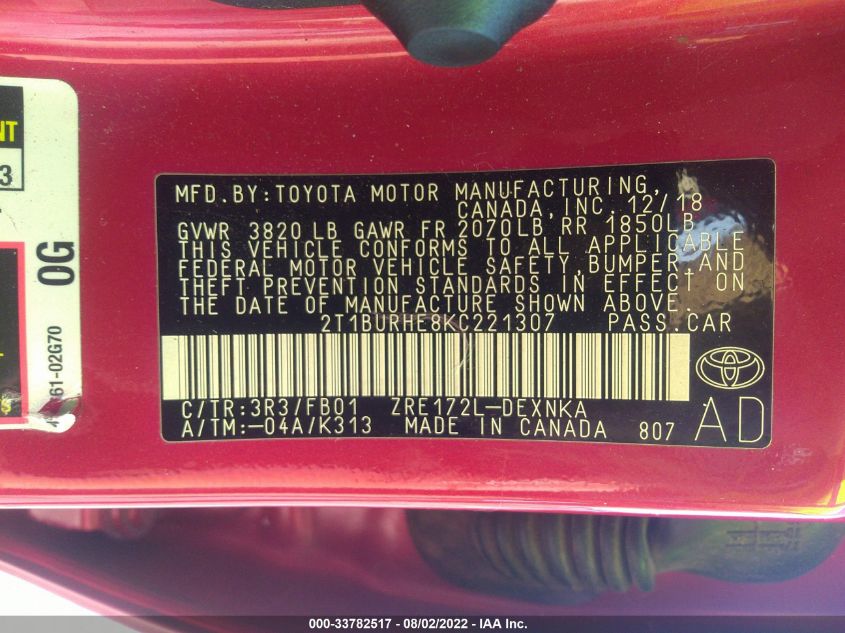 NT
3
0G
61-02G70
MFD.BY:TOYOTA MOTOR MANUFACTURING,
CANADA,INC. 12/18
GVWR 3820 LB GAWR FR 2070LB RR 1850LB
THIS VEHICLE CONFORMS TO ALL APPLICABLE
FEDERAL MOTOR VEHICLE SAFETY,BUMPER,AND
THEFT PREVENTION STANDARDS IN EFFECT ON
THE DATE OF MANUFACTURE SHOWN ABOVE.
2T1BURHE8KC221307 PASS.CAR
C/TR:3R3/FB01 ZRE172L-DEXNKA
A/TM:-04A/K313 MADE IN CANADA 807
AD
000-33782517 - 08/02/2022 - IAA Inc.